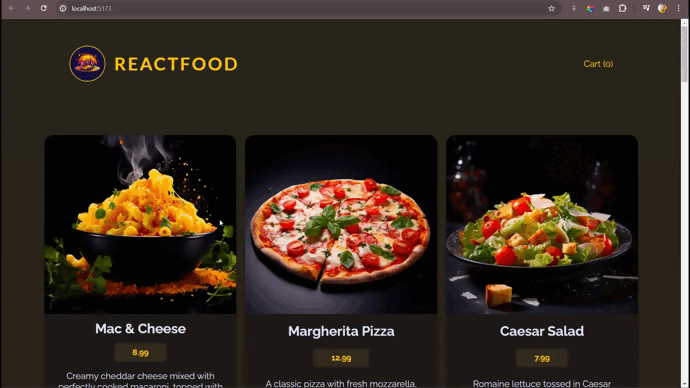 localhost:5173
REACTFOOD
Cart (0)
Mac & Cheese
Margherita Pizza
Caesar Salad
8.99
12.99
7.99
Creamy cheddar cheese mixed with
perfectly cooked macaroni, topped with
A classic pizza with fresh mozzarella,
Romaine lettuce tossed in Caesar